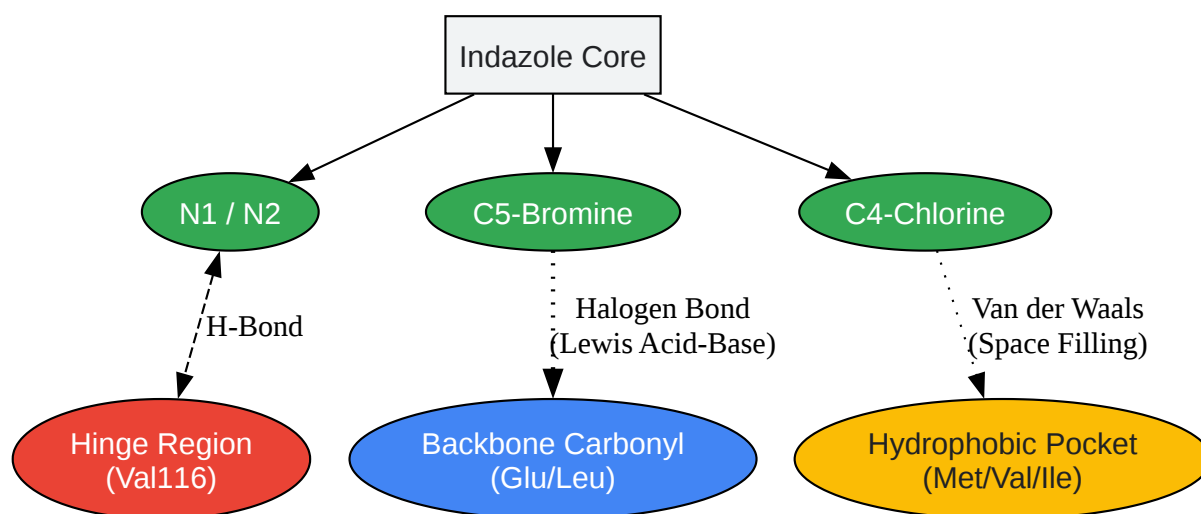 Indazole Core
N1 / N2
C5-Bromine
C4-Chlorine
H-Bond
Halogen Bond
(Lewis Acid-Base)
Van der Waals
(Space Filling)
Hinge Region
(Val116)
Backbone Carbonyl
(Glu/Leu)
Hydrophobic Pocket
(Met/Val/Ile)